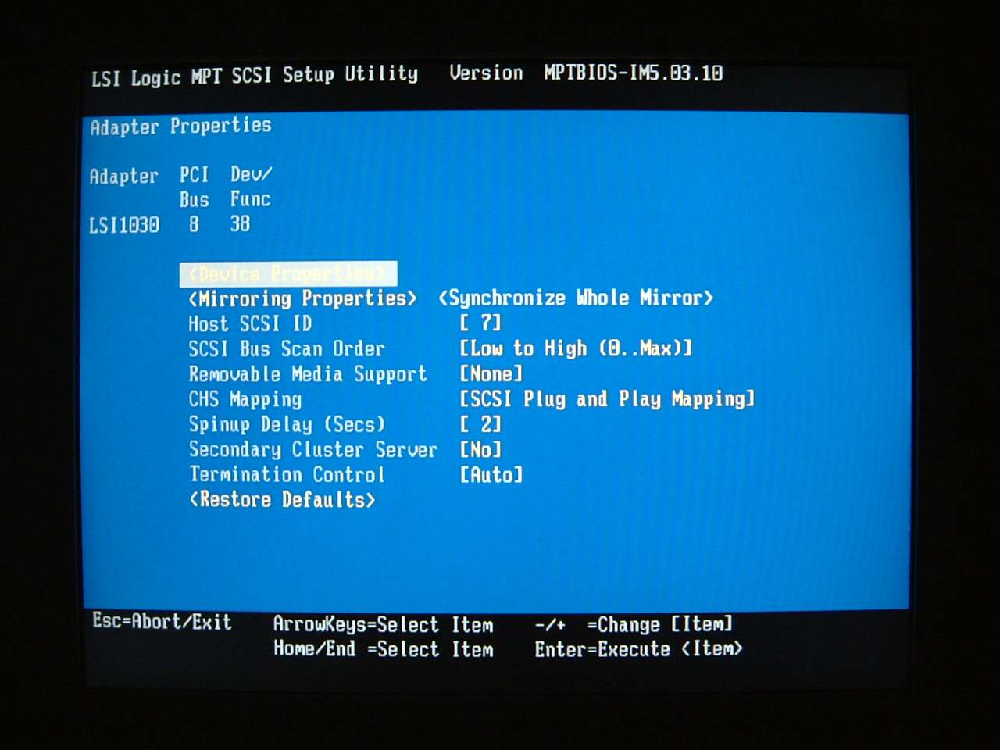 LSI Logic MPT SCSI Setup Utility Version MPTBIOS-IM5.03.10
Adapter Properties
Adapter PCI Dev/
Bus Func
LSI1030 8 38
<Device Properties>
<Mirroring Properties> <Synchronize Whole Mirror>
Host SCSI ID [ 7]
SCSI Bus Scan Order [Low to High (0..Max)]
Removable Media Support [None]
CHS Mapping [SCSI Plug and Play Mapping]
Spinup Delay (Secs) [ 2]
Secondary Cluster Server [No]
Termination Control [Auto]
<Restore Defaults>
Esc=Abort/Exit ArrowKeys=Select Item -/+ =Change [Item]
Home/End =Select Item Enter=Execute <Item>